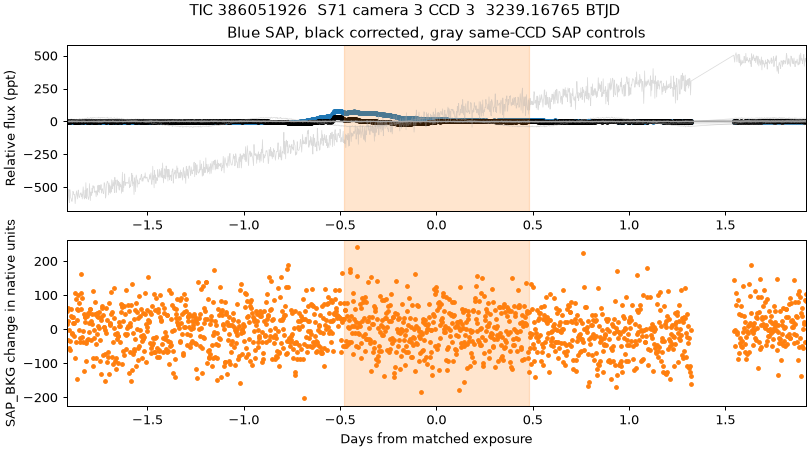 TIC 386051926  S71 camera 3 CCD 3  3239.16765 BTJD
Blue SAP, black corrected, gray same-CCD SAP controls
Relative flux (ppt)
500
250
0
−250
−500
−1.5 −1.0 −0.5 0.0 0.5 1.0 1.5
SAP_BKG change in native units
200
100
0
−100
−200
−1.5 −1.0 −0.5 0.0 0.5 1.0 1.5
Days from matched exposure